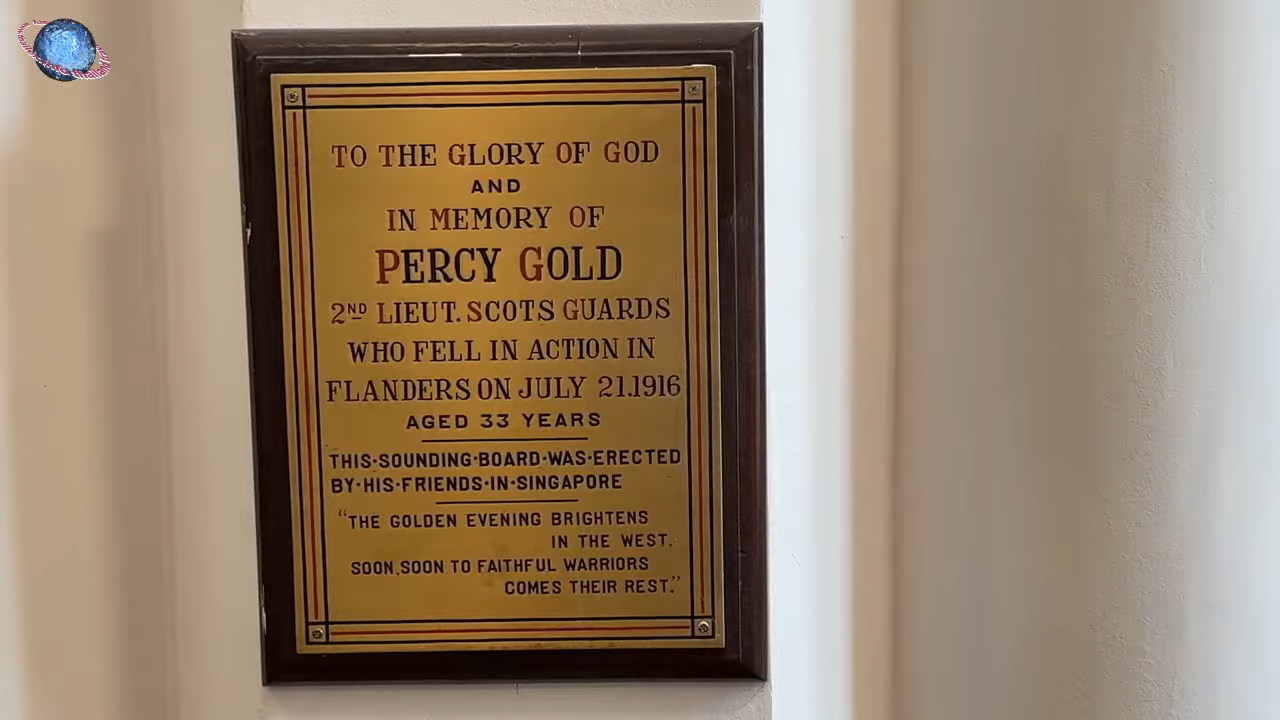 TO THE GLORY OF GOD
AND
IN MEMORY OF
PERCY GOLD
2ND LIEUT. SCOTS GUARDS
WHO FELL IN ACTION IN
FLANDERS ON JULY 21.1916
AGED 33 YEARS
THIS·SOUNDING·BOARD·WAS·ERECTED
BY·HIS·FRIENDS·IN·SINGAPORE
“THE GOLDEN EVENING BRIGHTENS
IN THE WEST.
SOON, SOON TO FAITHFUL WARRIORS
COMES THEIR REST.”